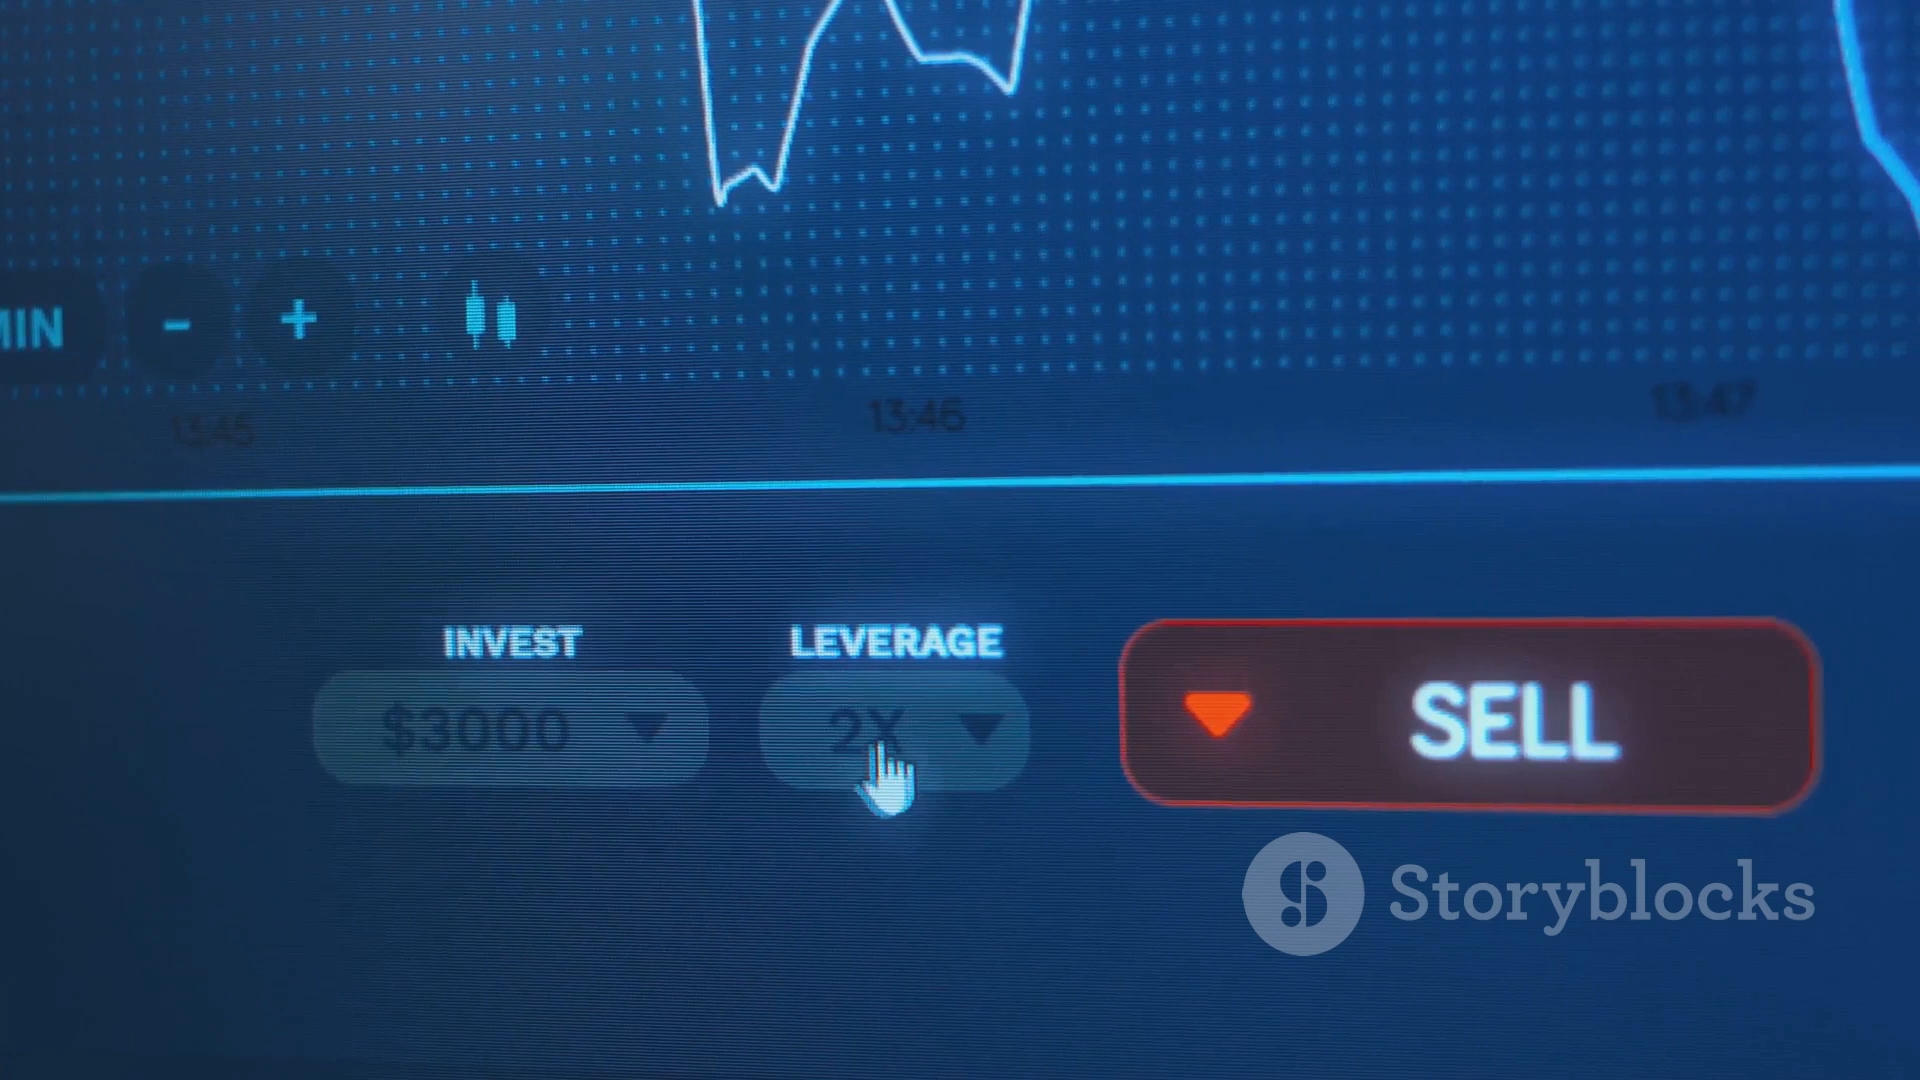 MIN - +
13:45 13:46 13:47
INVEST LEVERAGE
$3000 2X SELL
Storyblocks